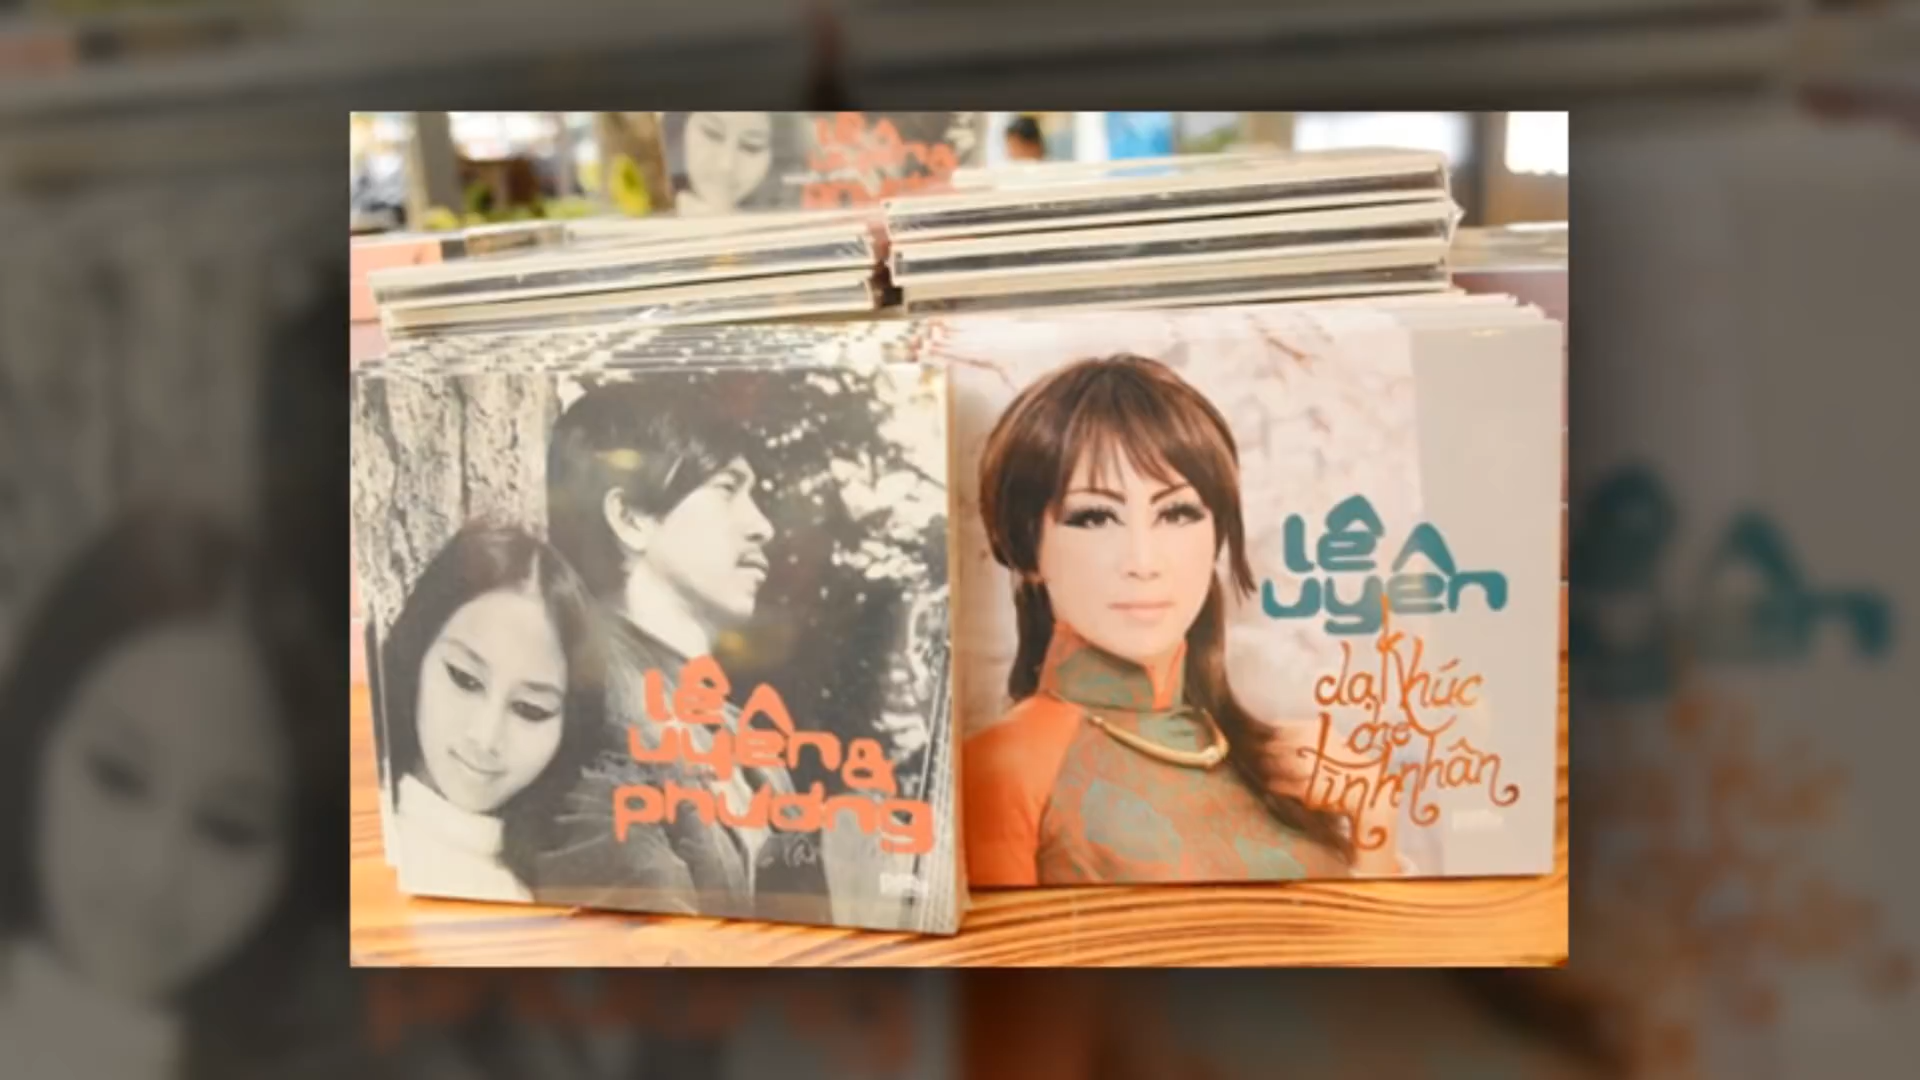 lê
uyên &
phương
lê
uyên
dạ khúc
cho
tình nhân